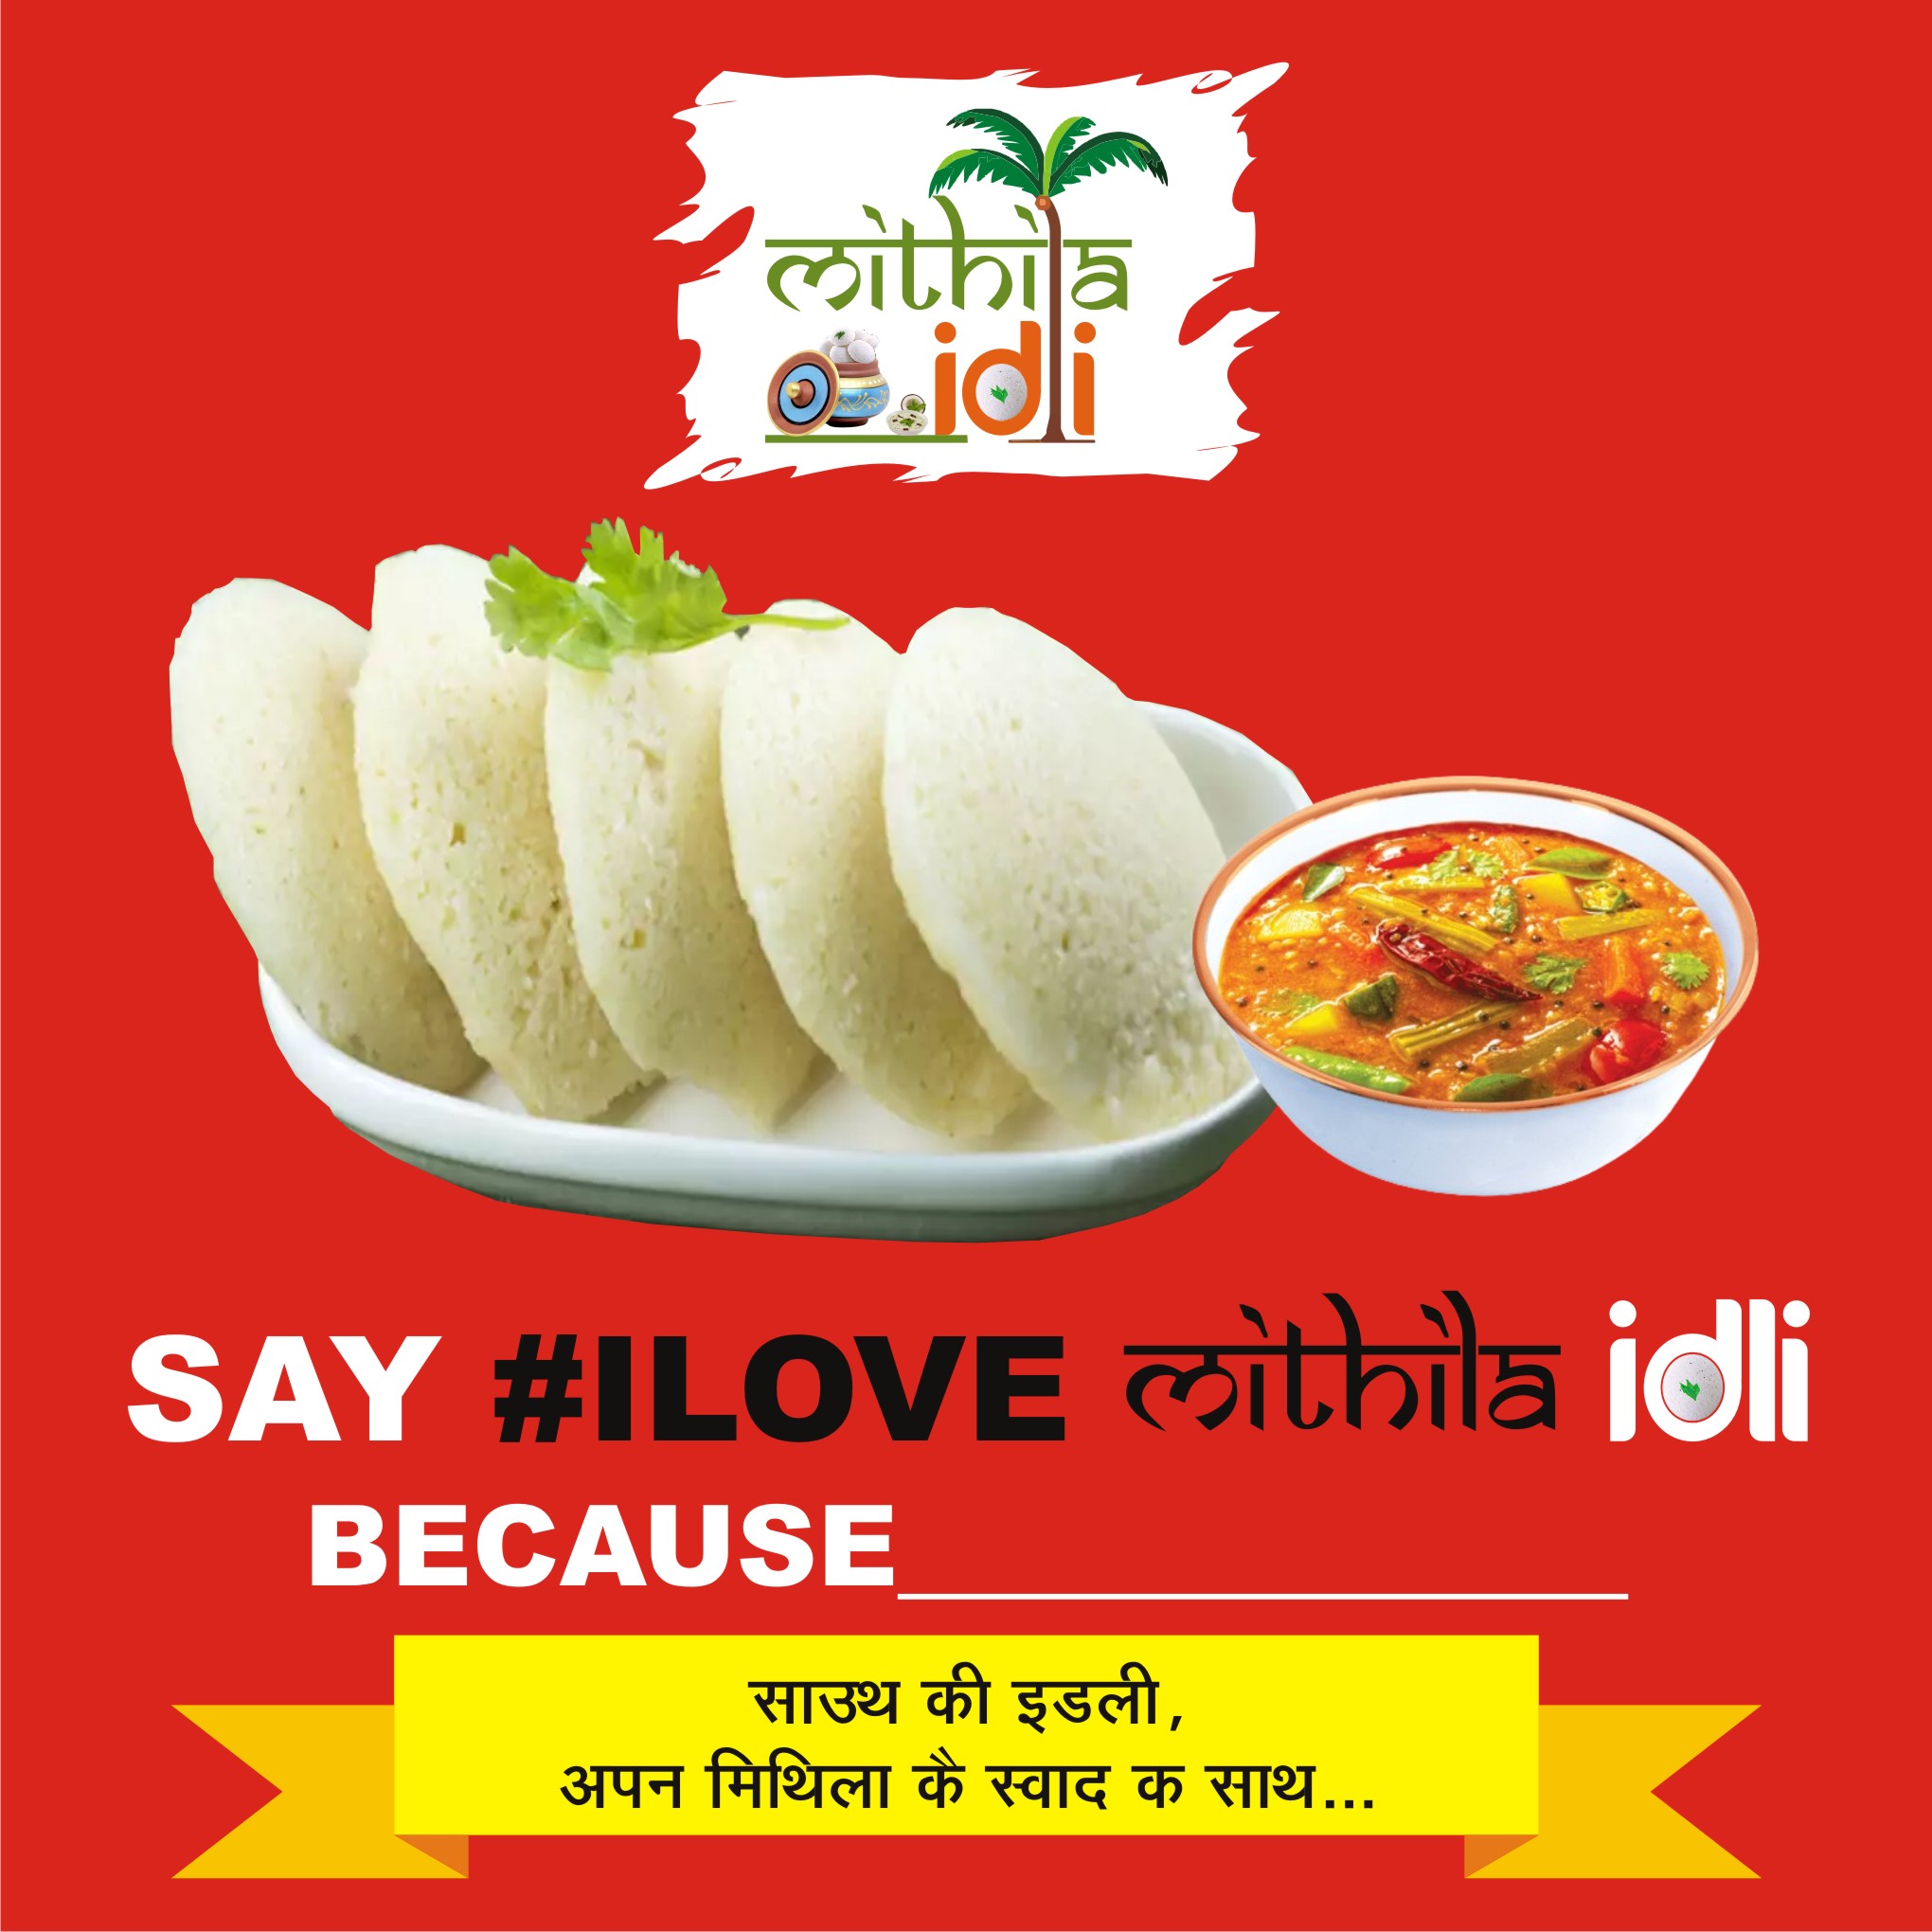 mithila
idli
SAY #ILOVE mithila idli
BECAUSE
साउथ की इडली,
अपन मिथिला कै स्वाद क साथ...